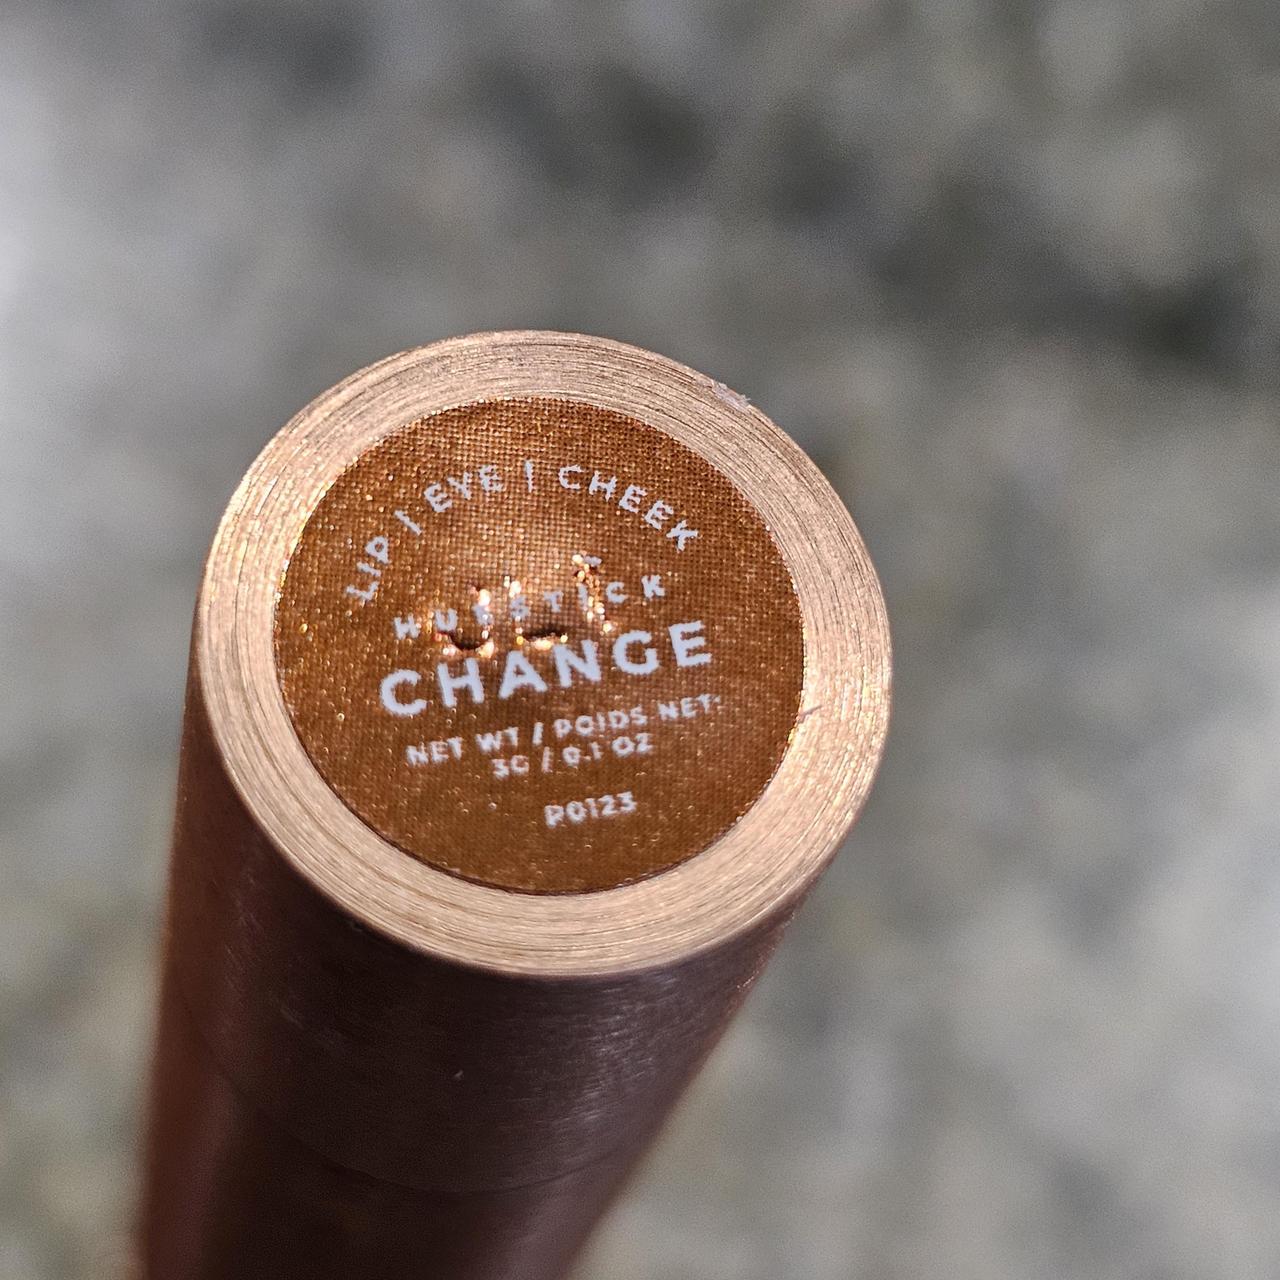 LIP | EYE | CHEEK
HUESTICK
CHANGE
NET WT / POIDS NET:
3G / 0.1 OZ
P0123